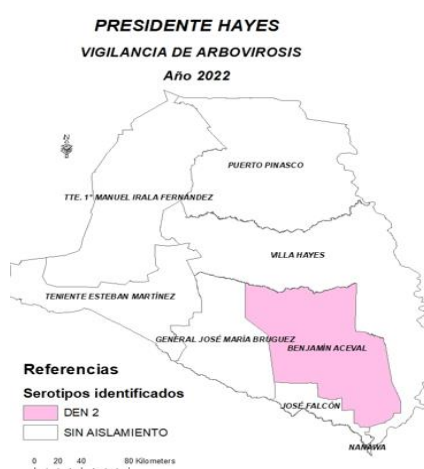 PRESIDENTE HAYES
VIGILANCIA DE ARBOVIROSIS
Año 2022
PUERTO PINASCO
TTE. 1° MANUEL IRALA FERNÁNDEZ
VILLA HAYES
TENIENTE ESTEBAN MARTÍNEZ
GENERAL JOSÉ MARÍA BRUGUEZ
BENJAMÍN ACEVAL
JOSÉ FALCÓN
NANAWA
Referencias
Serotipos identificados
DEN 2
SIN AISLAMIENTO
0 20 40 80 Kilometers